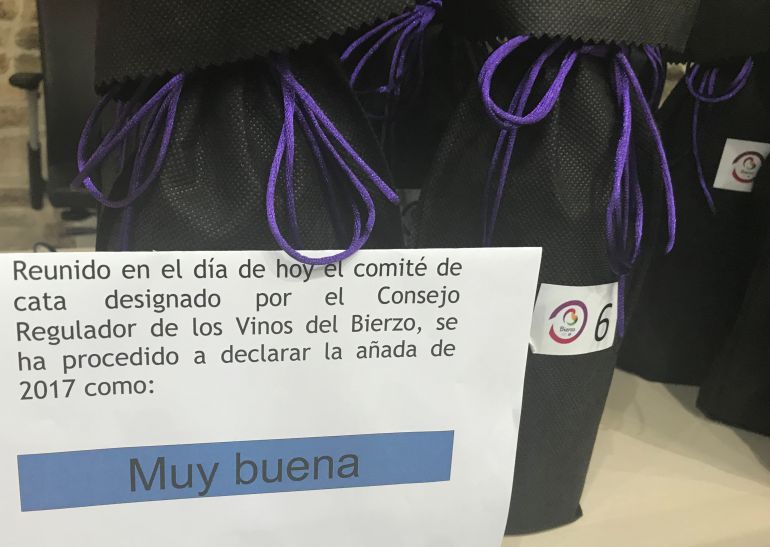 Reunido en el día de hoy el comité de
cata designado por el Consejo
Regulador de los Vinos del Bierzo, se
ha procedido a declarar la añada de
2017 como:
Muy buena
Bierzo
6